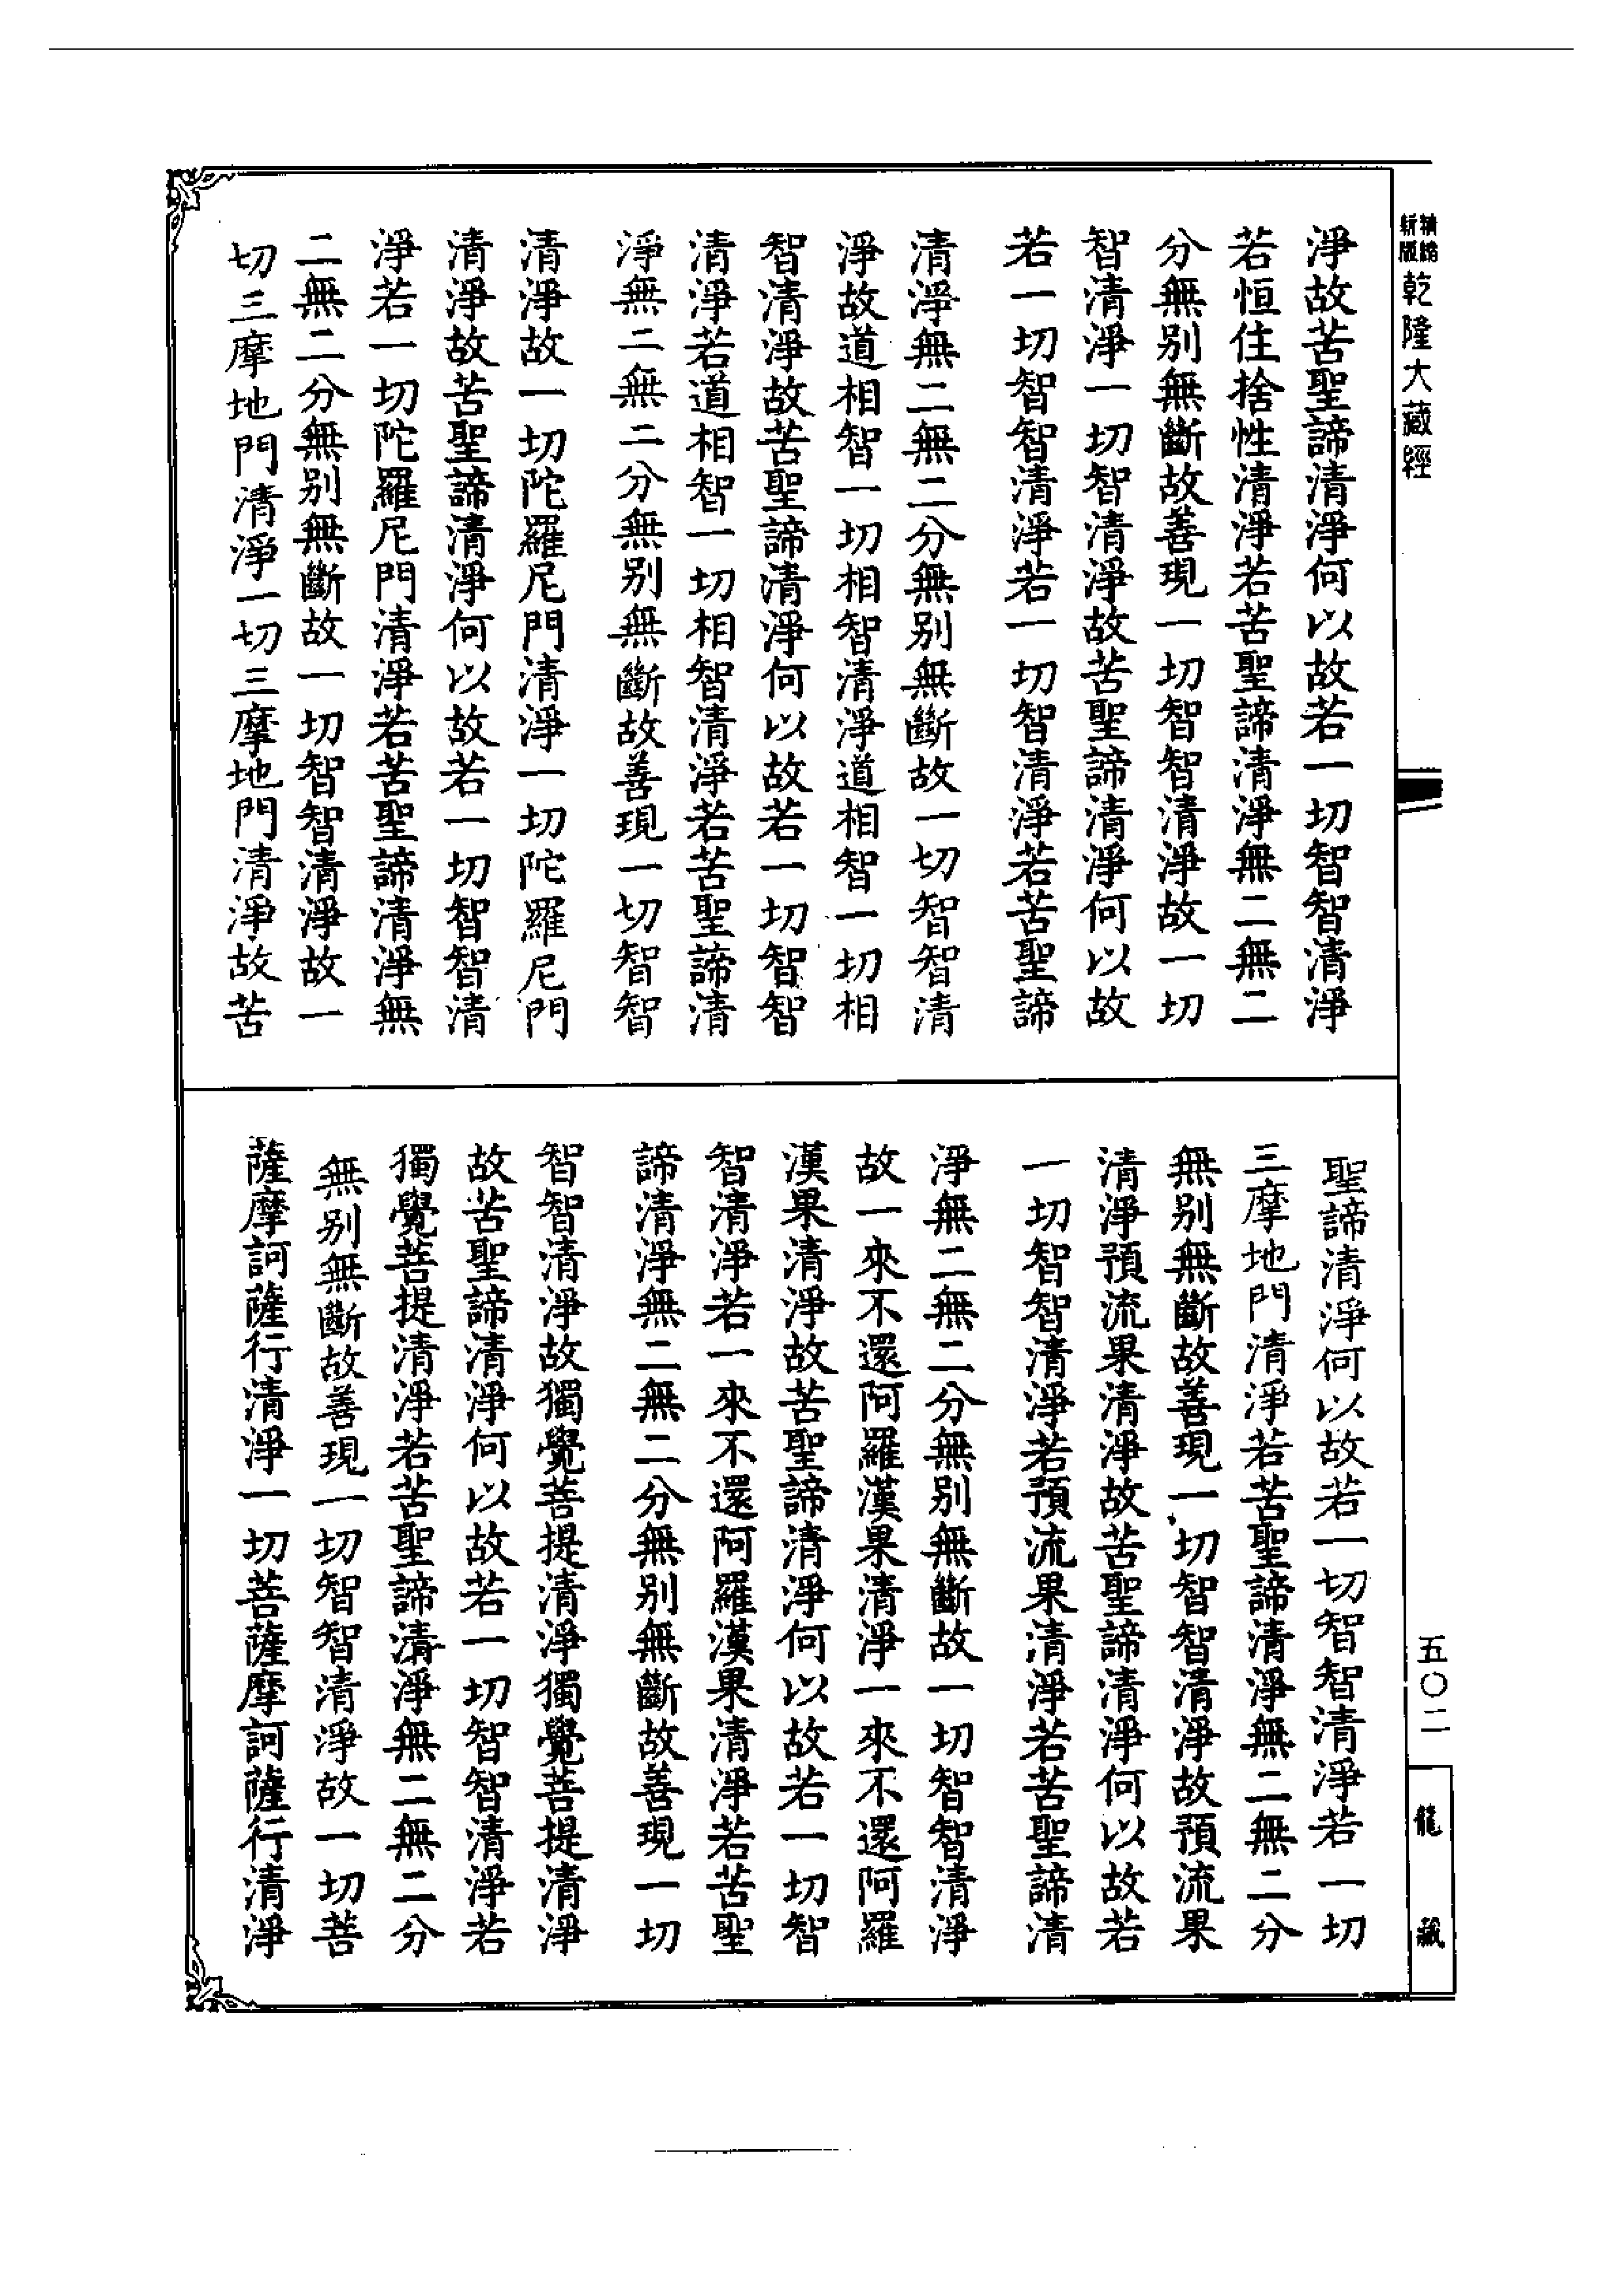 精縮新版乾隆大藏經
淨故苦聖諦清淨何以故若一切智智清淨
若恒住捨性清淨若苦聖諦清淨無二無二
分無别無斷故善現一切智智清淨故一切
智清淨一切智清淨故苦聖諦清淨何以故
若一切智智清淨若一切智清淨若苦聖諦
清淨無二無二分無别無斷故一切智智清
淨故道相智一切相智清淨道相智一切相
智清淨故苦聖諦清淨何以故若一切智智
清淨若道相智一切相智清淨若苦聖諦清
淨無二無二分無别無斷故善現一切智智
清淨故一切陀羅尼門清淨一切陀羅尼門
清淨故苦聖諦清淨何以故若一切智智清
淨若一切陀羅尼門清淨若苦聖諦清淨無
二無二分無别無斷故一切智智清淨故一
切三摩地門清淨一切三摩地門清淨故苦
五〇二
龍藏
聖諦清淨何以故若一切智智清淨若一切
三摩地門清淨若苦聖諦清淨無二無二分
無别無斷故善現一切智智清淨故預流果
清淨預流果清淨故苦聖諦清淨何以故若
一切智智清淨若預流果清淨若苦聖諦清
淨無二無二分無别無斷故一切智智清淨
故一來不還阿羅漢果清淨一來不還阿羅
漢果清淨故苦聖諦清淨何以故若一切智
智清淨若一來不還阿羅漢果清淨若苦聖
諦清淨無二無二分無别無斷故善現一切
智智清淨故獨覺菩提清淨獨覺菩提清淨
故苦聖諦清淨何以故若一切智智清淨若
獨覺菩提清淨若苦聖諦清淨無二無二分
無别無斷故善現一切智智清淨故一切菩
薩摩訶薩行清淨一切菩薩摩訶薩行清淨